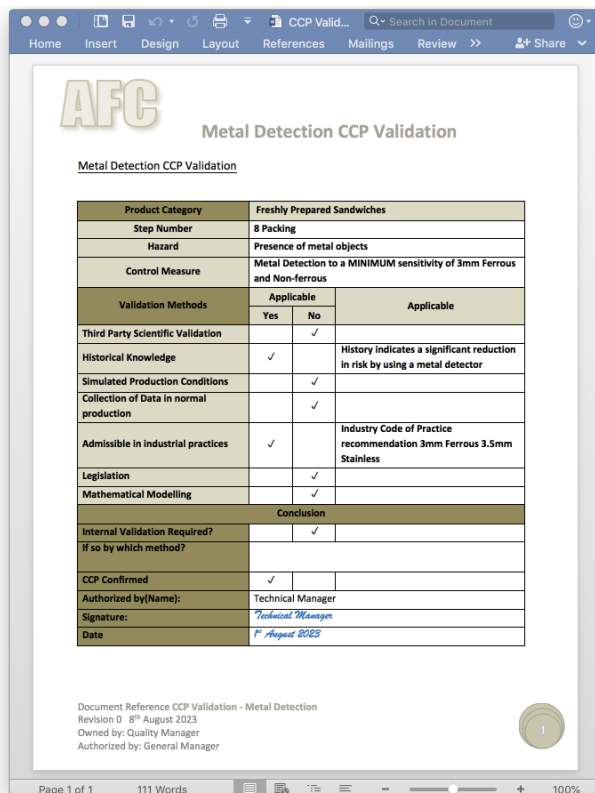 CCP Valid...
Search in Document
Home Insert Design Layout References Mailings Review >> Share
AFC
Metal Detection CCP Validation
Metal Detection CCP Validation
Product Category Freshly Prepared Sandwiches
Step Number 8 Packing
Hazard Presence of metal objects
Control Measure Metal Detection to a MINIMUM sensitivity of 3mm Ferrous
and Non-ferrous
Validation Methods Applicable Applicable
Yes No
Third Party Scientific Validation ✓
Historical Knowledge ✓ History indicates a significant reduction
in risk by using a metal detector
Simulated Production Conditions ✓
Collection of Data in normal
production ✓
Admissible in industrial practices ✓ Industry Code of Practice
recommendation 3mm Ferrous 3.5mm
Stainless
Legislation ✓
Mathematical Modelling ✓
Conclusion
Internal Validation Required? ✓
If so by which method?
CCP Confirmed ✓
Authorized by(Name): Technical Manager
Signature: Technical Manager
Date 1st August 2023
Document Reference CCP Validation - Metal Detection
Revision 0 8th August 2023
Owned by: Quality Manager
Authorized by: General Manager
1
Page 1 of 1 111 Words 100%